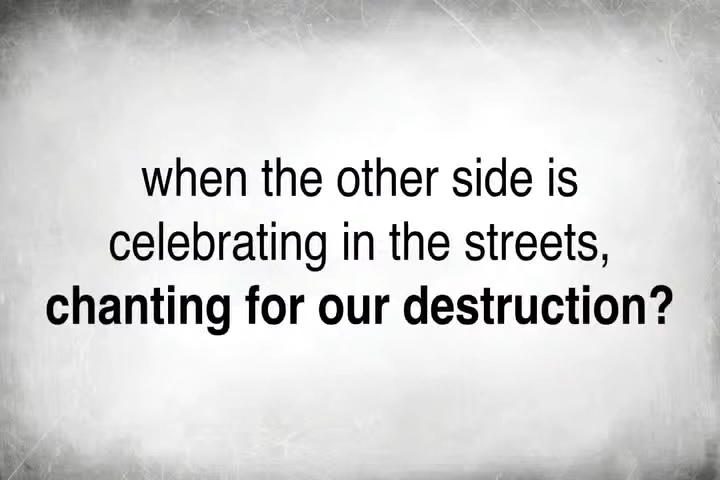 when the other side is
celebrating in the streets,
chanting for our destruction?